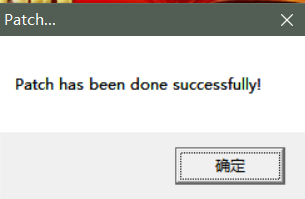 Patch...
Patch has been done successfully!
确定